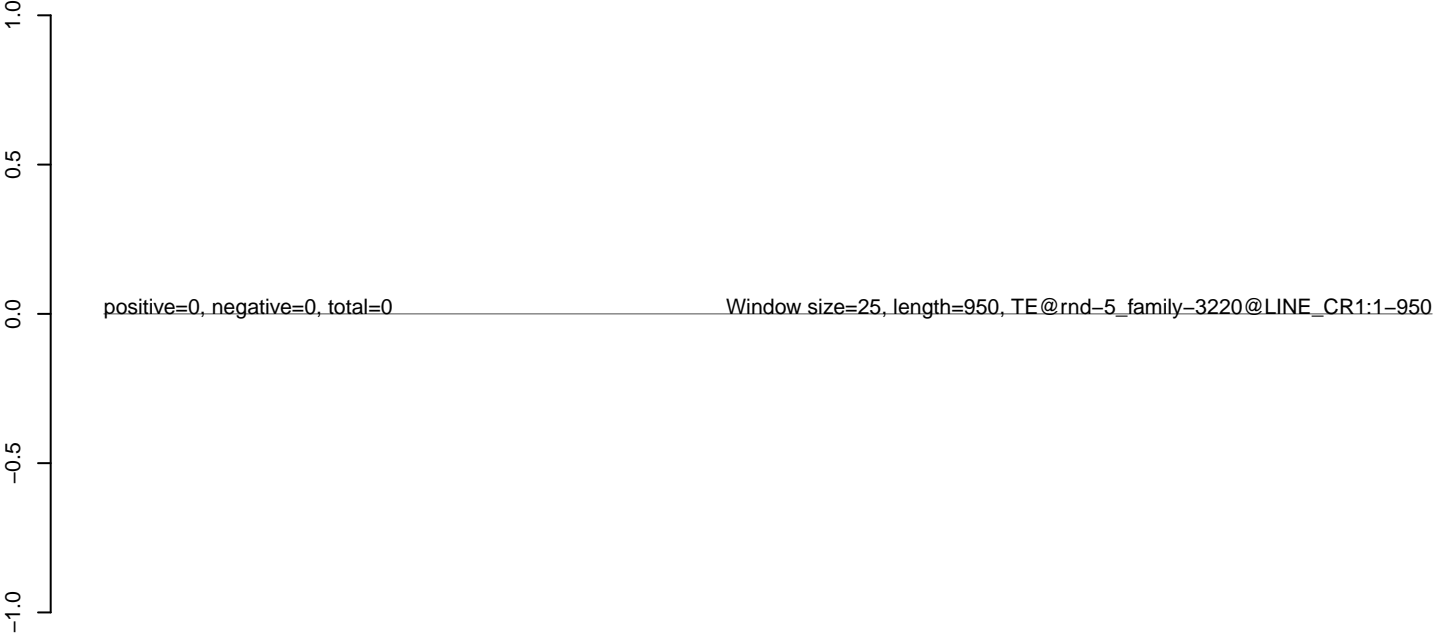 1.0
0.5
positive=0, negative=0, total=0
Window size=25, length=950, TE@rnd−5_family−3220@LINE_CR1:1−950
0.0
−0.5
−1.0